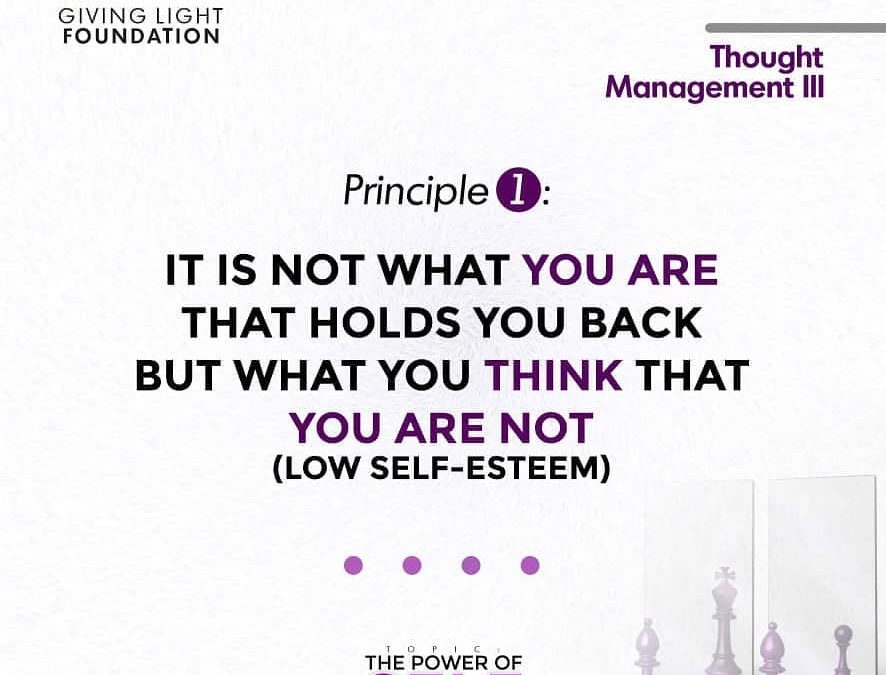 GIVING LIGHT
FOUNDATION
Thought
Management III
Principle 1:
IT IS NOT WHAT YOU ARE
THAT HOLDS YOU BACK
BUT WHAT YOU THINK THAT
YOU ARE NOT
(LOW SELF-ESTEEM)
TOPIC:
THE POWER OF